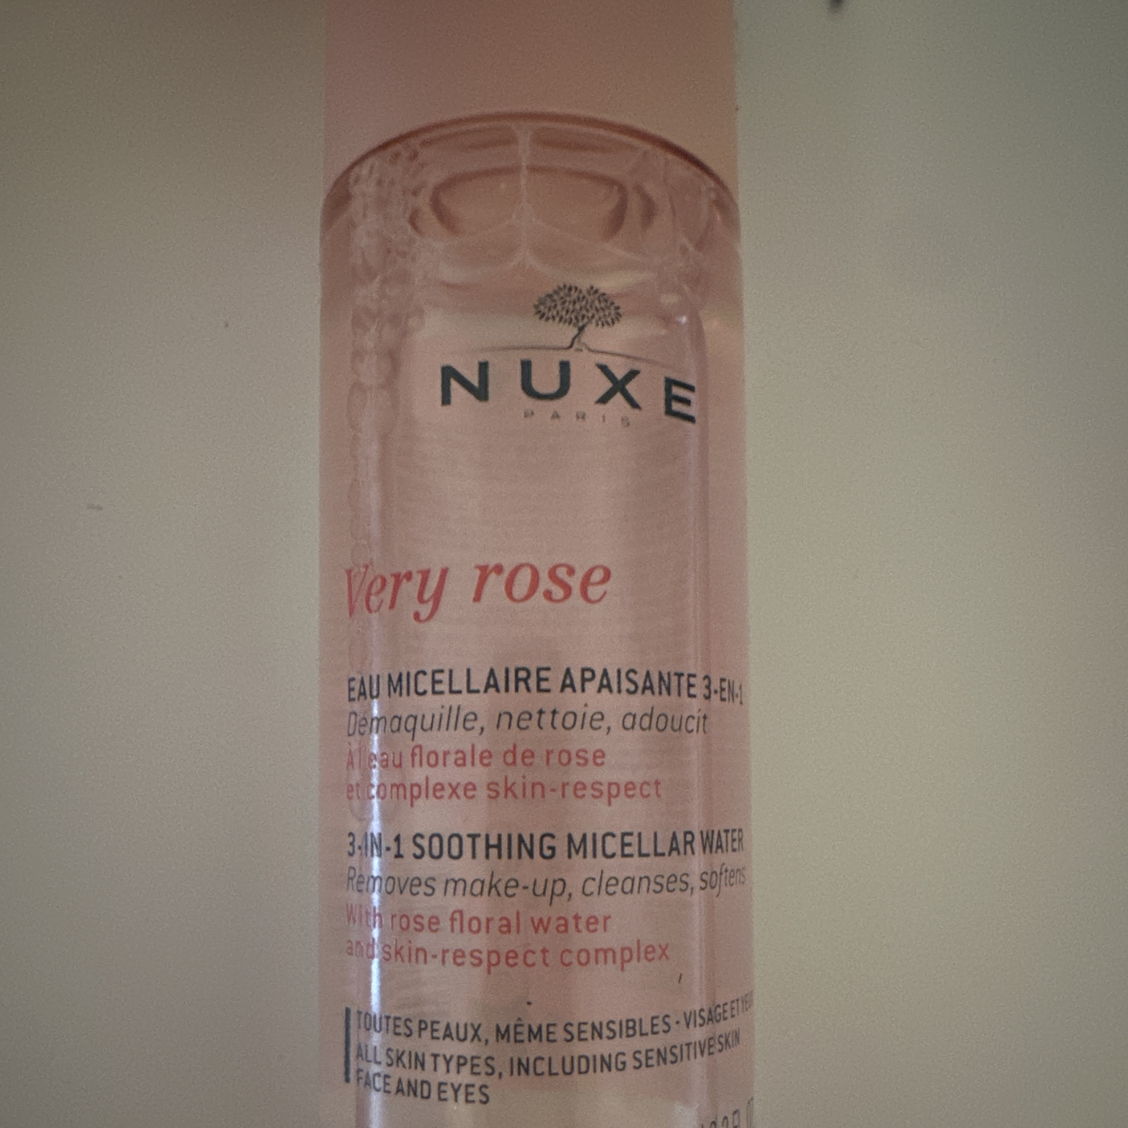 NUXE
PARIS
Very rose
EAU MICELLAIRE APAISANTE 3-EN-1
Démaquille, nettoie, adoucit
À l'eau florale de rose
et complexe skin-respect
3-IN-1 SOOTHING MICELLAR WATER
Removes make-up, cleanses, softens
With rose floral water
and skin-respect complex
TOUTES PEAUX, MÊME SENSIBLES - VISAGE ET YEUX
ALL SKIN TYPES, INCLUDING SENSITIVE SKIN
FACE AND EYES